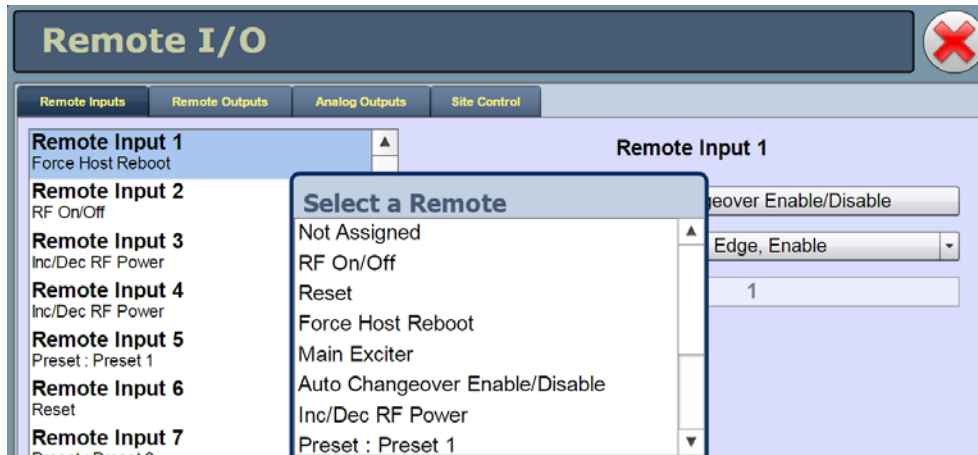 Remote I/O
Remote Inputs
Remote Outputs
Analog Outputs
Site Control
Remote Input 1
Force Host Reboot
Remote Input 2
RF On/Off
Remote Input 3
Inc/Dec RF Power
Remote Input 4
Inc/Dec RF Power
Remote Input 5
Preset : Preset 1
Remote Input 6
Reset
Remote Input 7
Select a Remote
Not Assigned
RF On/Off
Reset
Force Host Reboot
Main Exciter
Auto Changeover Enable/Disable
Inc/Dec RF Power
Preset : Preset 1
Remote Input 1
Enable/Disable
Edge, Enable
1